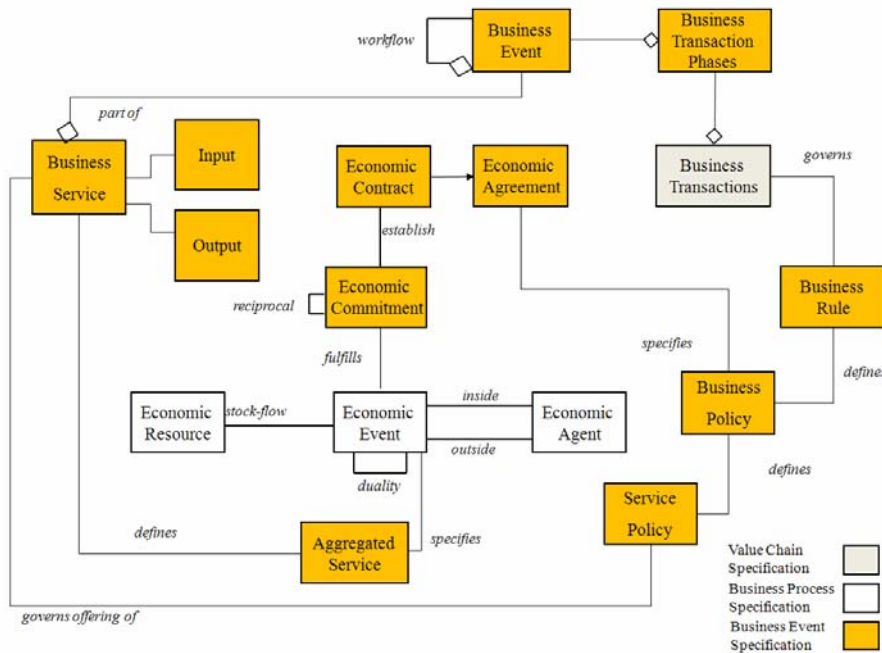 workflow
Business
Event
Business
Transaction
Phases
part of
Business
Service
Input
Output
Economic
Contract
Economic
Agreement
Business
Transactions
governs
establish
reciprocal
Economic
Commitment
Business
Rule
fulfills
specifies
defines
Business
Policy
Economic
Resource
stock-flow
Economic
Event
inside
outside
Economic
Agent
duality
defines
Service
Policy
defines
Aggregated
Service
specifies
governs offering of
Value Chain
Specification
Business Process
Specification
Business Event
Specification